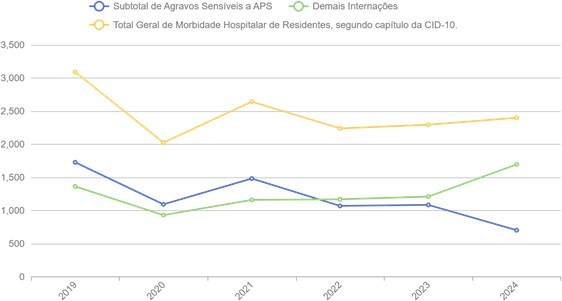 Subtotal de Agravos Sensíveis a APS Demais Internações
Total Geral de Morbidade Hospitalar de Residentes, segundo capítulo da CID-10.
3,500
3,000
2,500
2,000
1,500
1,000
500
0
2019 2020 2021 2022 2023 2024